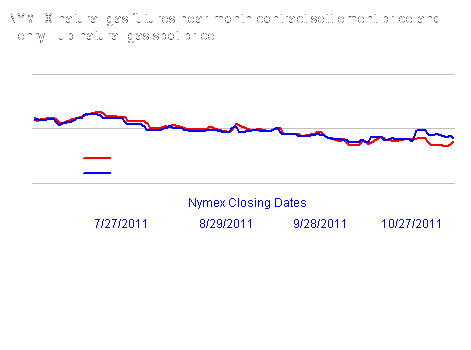 NYMEX natural gas futures near-month contract settlement price and
Henry Hub natural gas spot price
Nymex Closing Dates
7/27/2011 8/29/2011 9/28/2011 10/27/2011